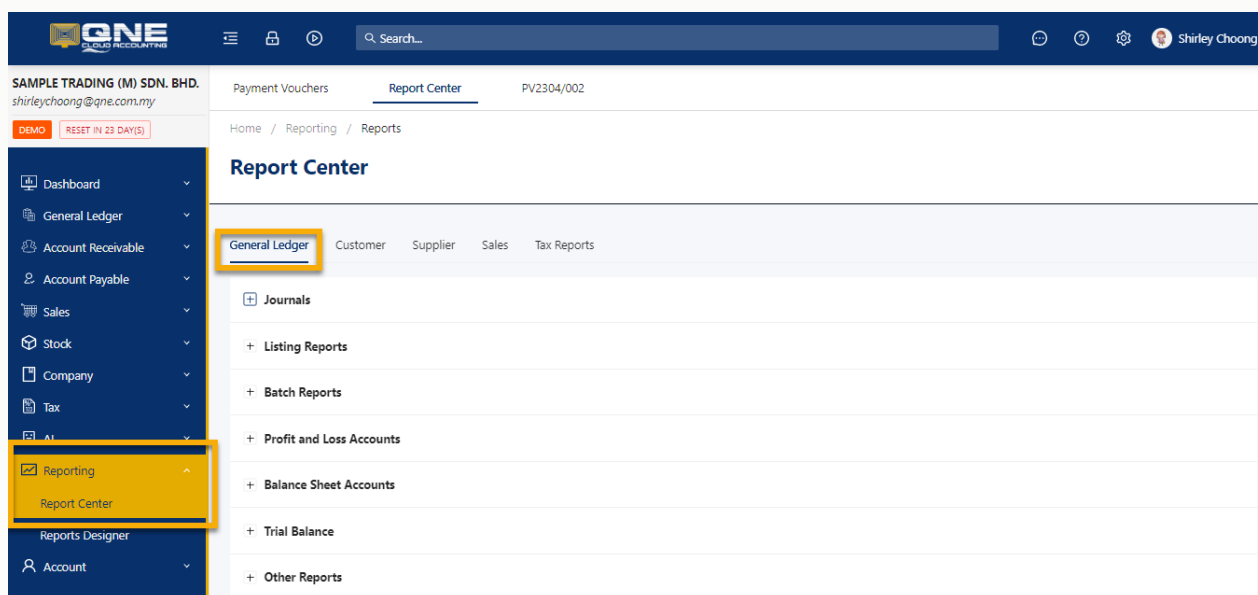 QNE
CLOUD ACCOUNTING
Search...
Shirley Choong
SAMPLE TRADING (M) SDN. BHD.
shirleychoong@qne.com.my
DEMO RESET IN 23 DAY(S)
Payment Vouchers Report Center PV2304/002
Home / Reporting / Reports
Report Center
Dashboard
General Ledger
Account Receivable
Account Payable
Sales
Stock
Company
Tax
AI
Reporting
Report Center
Reports Designer
Account
General Ledger Customer Supplier Sales Tax Reports
+ Journals
+ Listing Reports
+ Batch Reports
+ Profit and Loss Accounts
+ Balance Sheet Accounts
+ Trial Balance
+ Other Reports